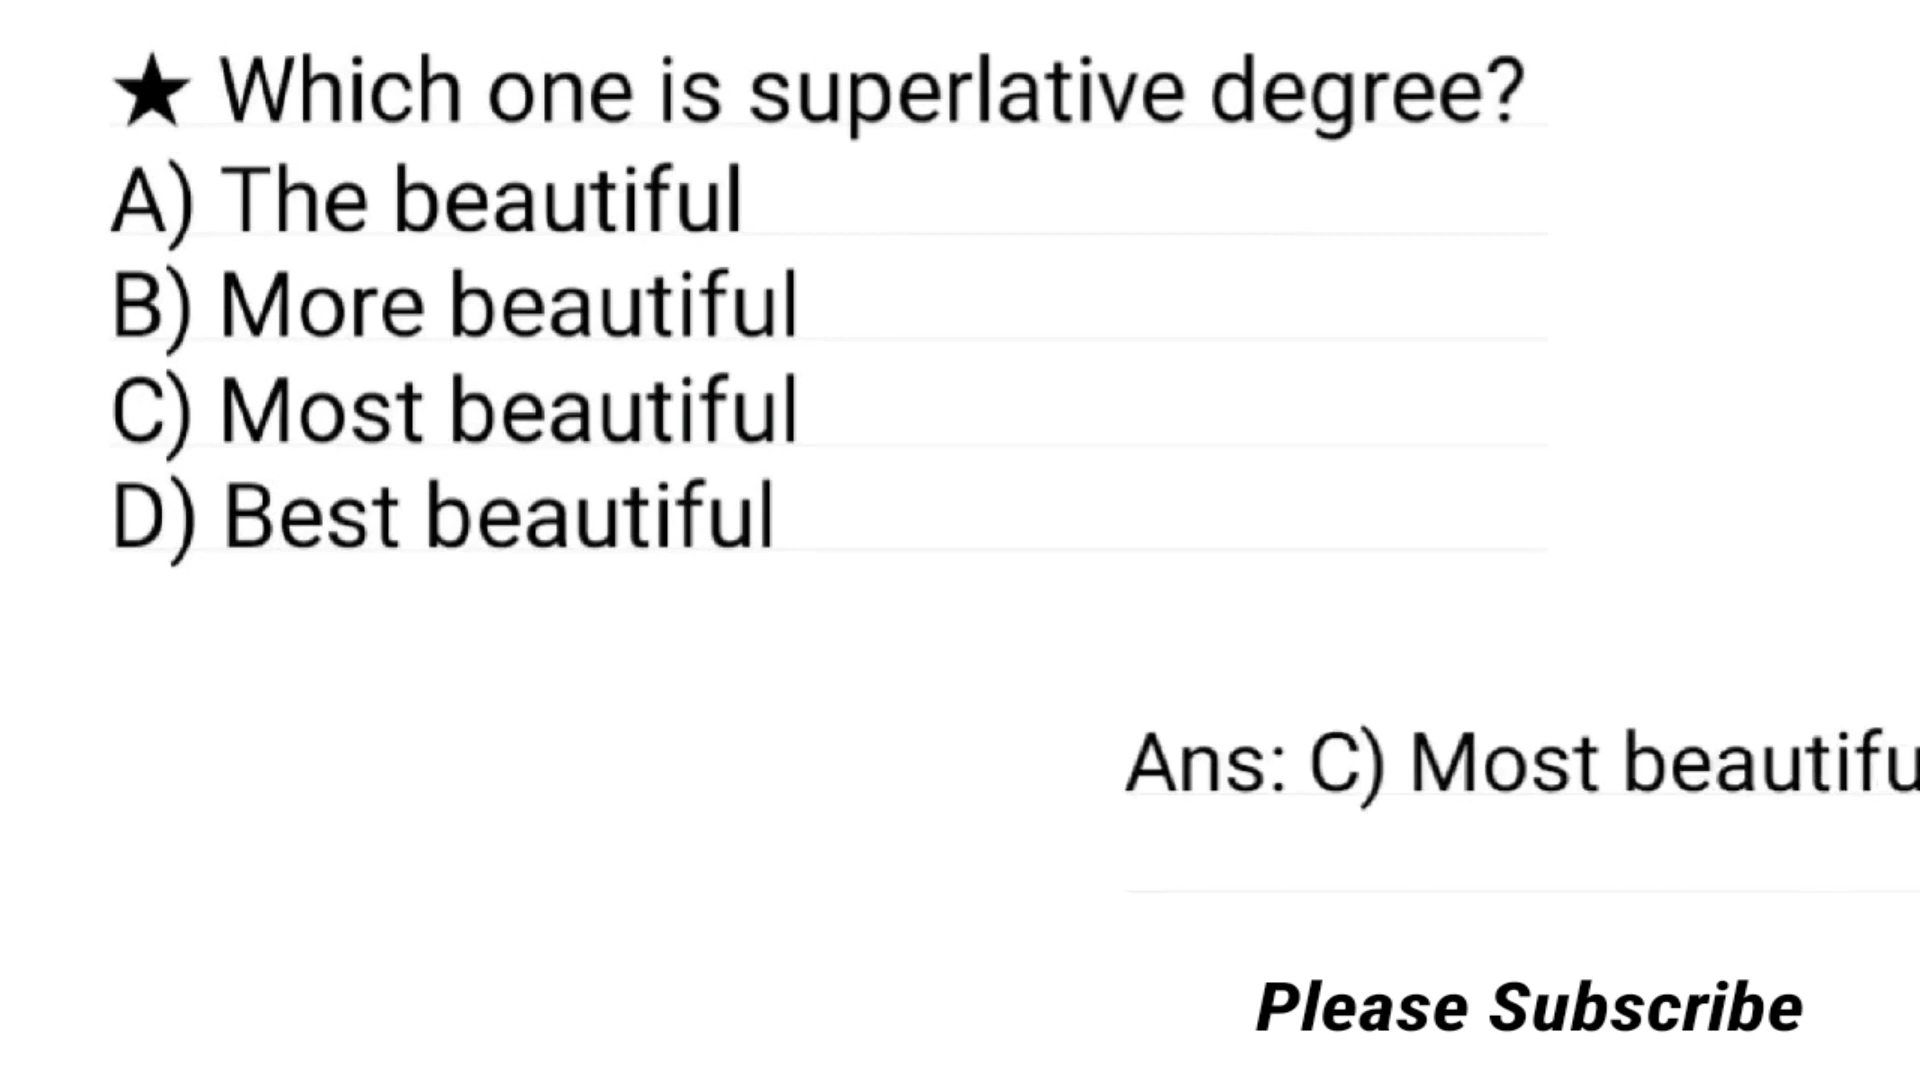 ★ Which one is superlative degree?
A) The beautiful
B) More beautiful
C) Most beautiful
D) Best beautiful
Ans: C) Most beautifu
Please Subscribe